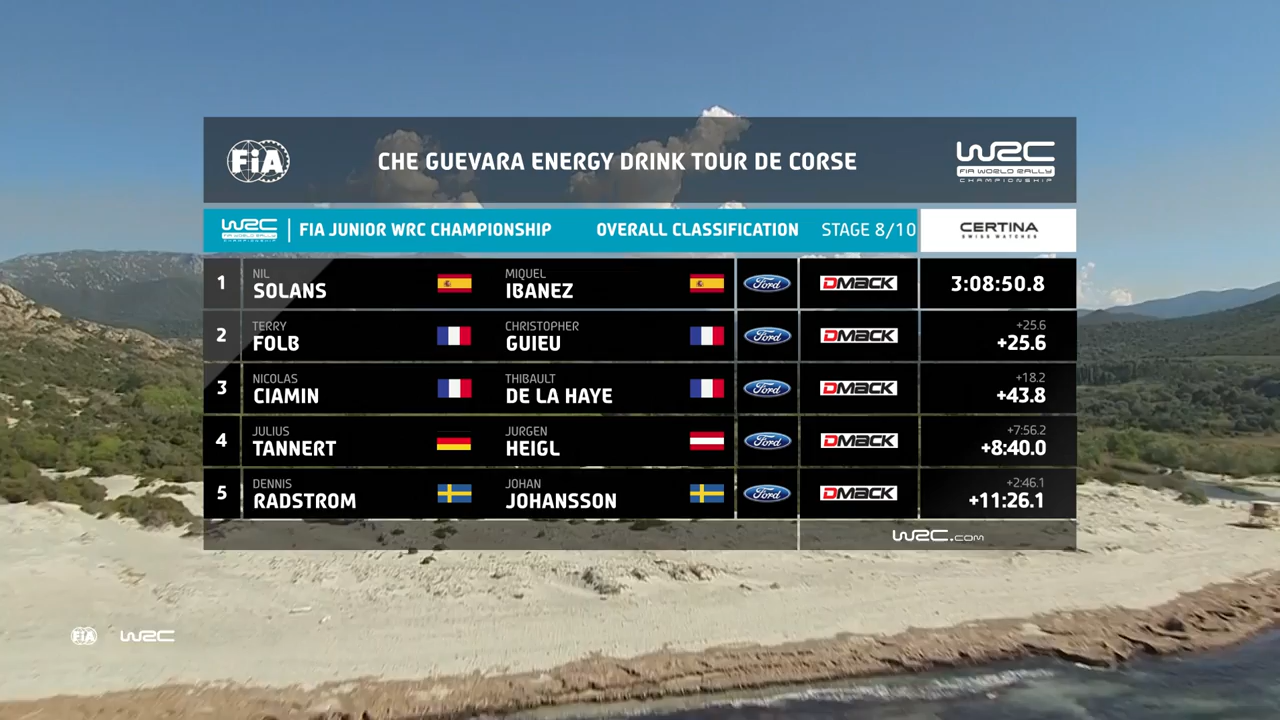 FiA
CHE GUEVARA ENERGY DRINK TOUR DE CORSE
WRC
FIA WORLD RALLY
CHAMPIONSHIP
WRC
FIA WORLD RALLY
CHAMPIONSHIP
FIA JUNIOR WRC CHAMPIONSHIP OVERALL CLASSIFICATION STAGE 8/10
CERTINA
SWISS WATCHES
1 NIL SOLANS MIQUEL IBANEZ Ford DMACK 3:08:50.8
2 TERRY FOLB CHRISTOPHER GUIEU Ford DMACK +25.6 +25.6
3 NICOLAS CIAMIN THIBAULT DE LA HAYE Ford DMACK +18.2 +43.8
4 JULIUS TANNERT JURGEN HEIGL Ford DMACK +7:56.2 +8:40.0
5 DENNIS RADSTROM JOHAN JOHANSSON Ford DMACK +2:46.1 +11:26.1
WRC.COM
FiA WRC